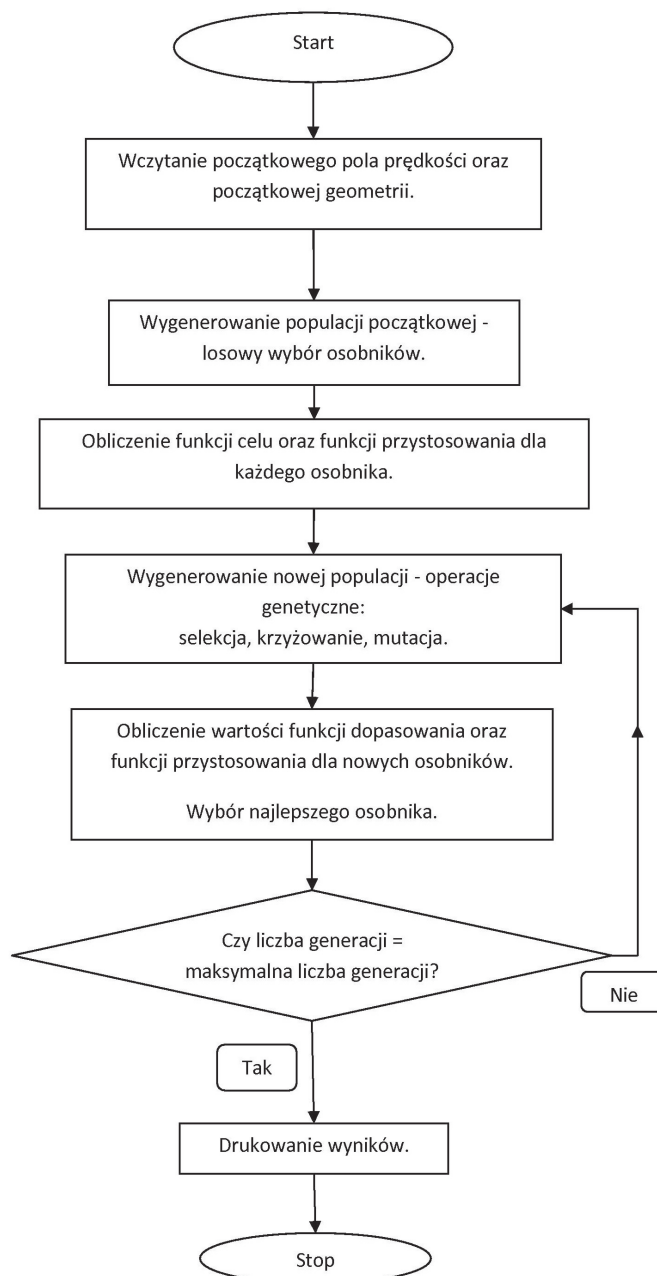 Start
Wczytanie początkowego pola prędkości oraz
początkowej geometrii.
Wygenerowanie populacji początkowej -
losowy wybór osobników.
Obliczenie funkcji celu oraz funkcji przystosowania dla
każdego osobnika.
Wygenerowanie nowej populacji - operacje
genetyczne:
selekcja, krzyżowanie, mutacja.
Obliczenie wartości funkcji dopasowania oraz
funkcji przystosowania dla nowych osobników.
Wybór najlepszego osobnika.
Czy liczba generacji =
maksymalna liczba generacji?
Nie
Tak
Drukowanie wyników.
Stop